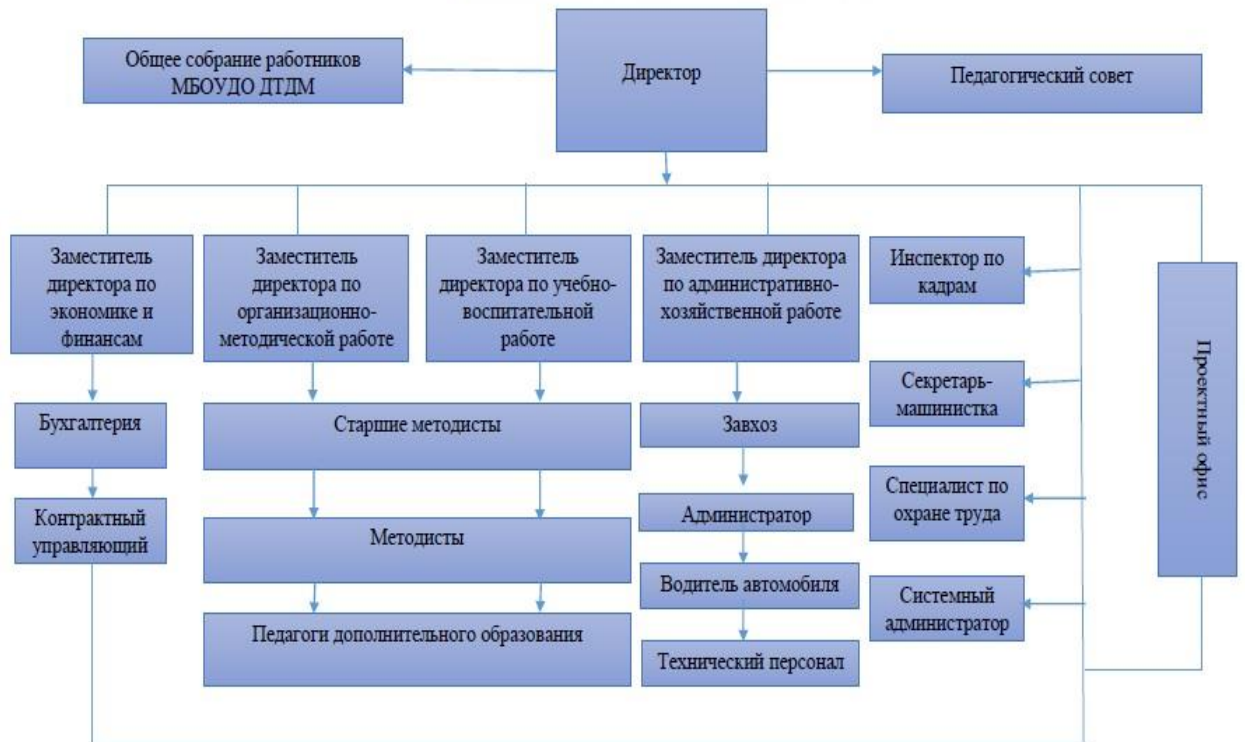 Общее собрание работников
МБОУДО ДТДМ
Директор
Педагогический совет
Заместитель
директора по
экономике и
финансам
Заместитель
директора по
организационно-
методической работе
Заместитель
директора по учебно-
воспитательной
работе
Заместитель директора
по административно-
хозяйственной работе
Инспектор по
кадрам
Проектный офис
Секретарь-
машинистка
Бухгалтерия
Старшие методисты
Завхоз
Специалист по
охране труда
Контрактный
управляющий
Методисты
Администратор
Водитель автомобиля
Системный
администратор
Педагоги дополнительного образования
Технический персонал